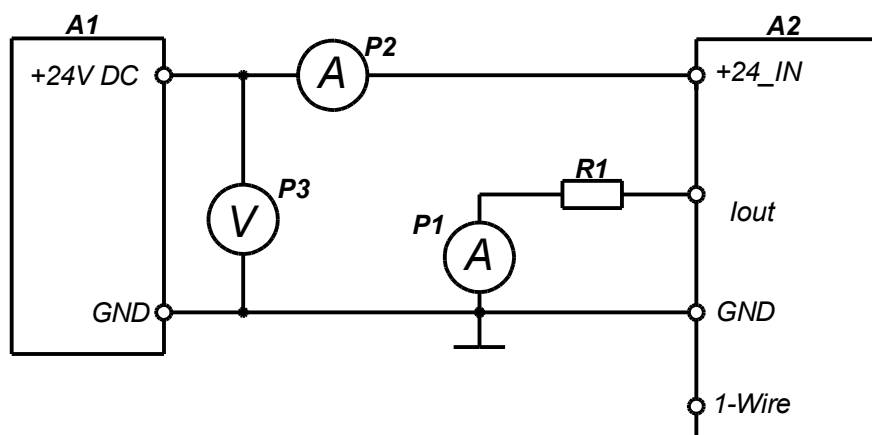 A1
A2
P2
+24V DC
A
+24_IN
R1
P3
V
P1
A
Iout
GND
GND
1-Wire